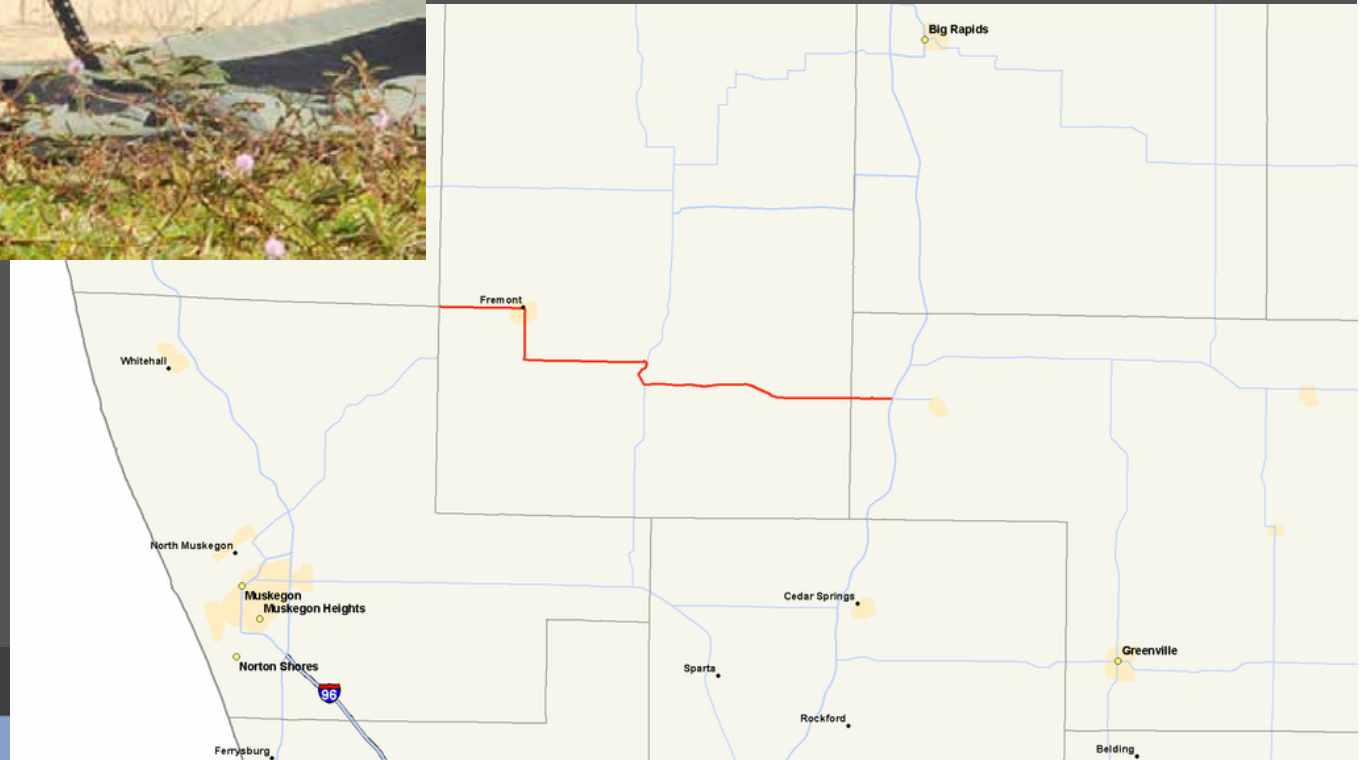 Big Rapids
Fremont
Whitehall
North Muskegon
Muskegon
Muskegon Heights
Cedar Springs
Norton Shores
Greenville
Sparta
96
Rockford
Ferrysburg
Belding